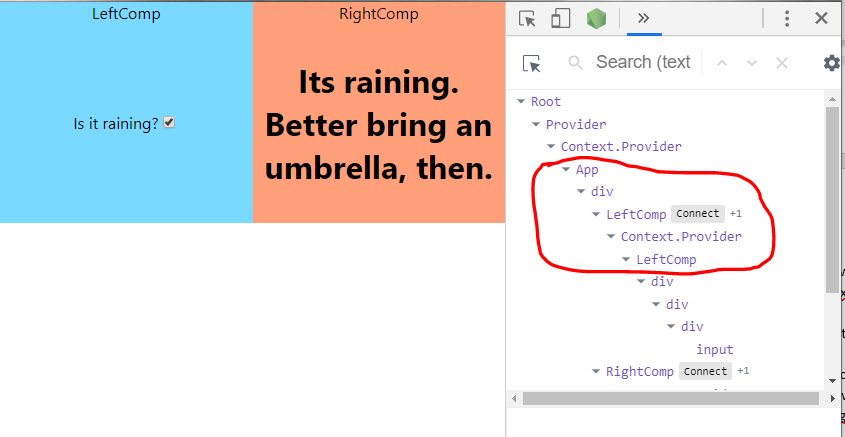 LeftComp
Is it raining?
RightComp
Its raining.
Better bring an
umbrella, then.
Search (text
Root
Provider
Context.Provider
App
div
LeftComp Connect +1
Context.Provider
LeftComp
div
div
div
input
RightComp Connect +1